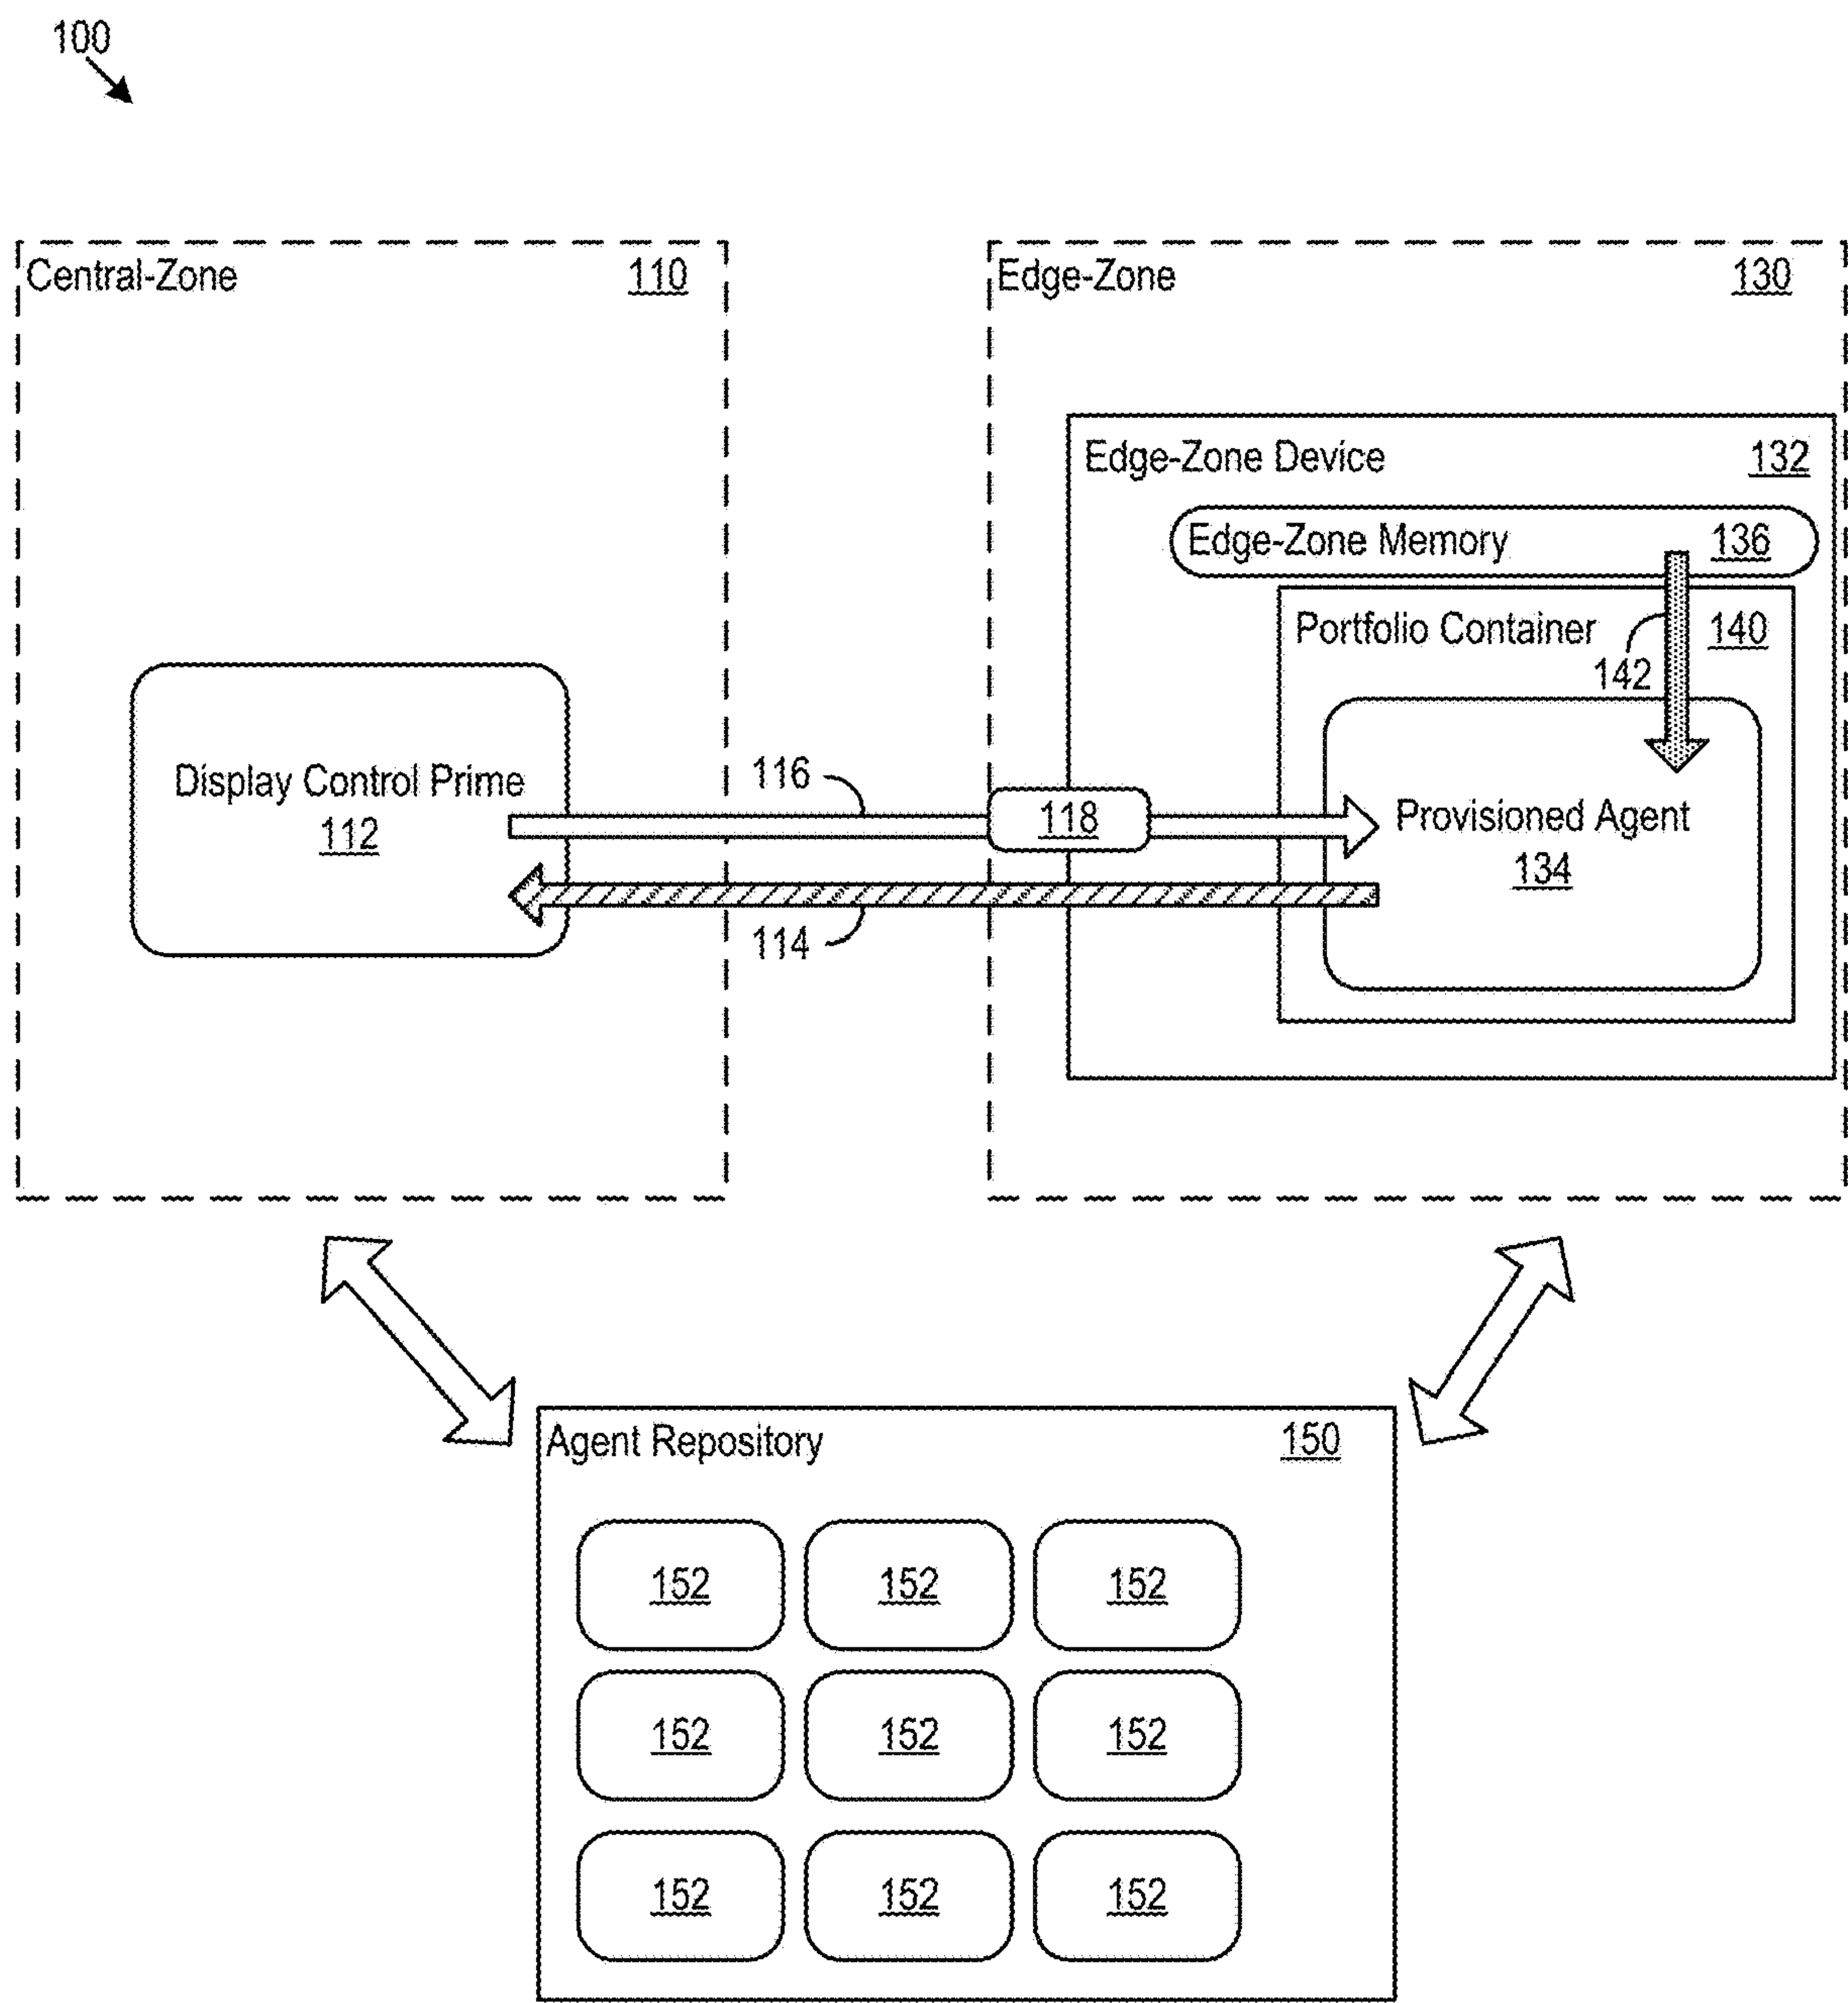 100
Central-Zone 110
Edge-Zone 130
Edge-Zone Device 132
Edge-Zone Memory 136
Portfolio Container 140
142
Display Control Prime
112
116
118
Provisioned Agent
134
114
Agent Repository 150
152 152 152
152 152 152
152 152 152